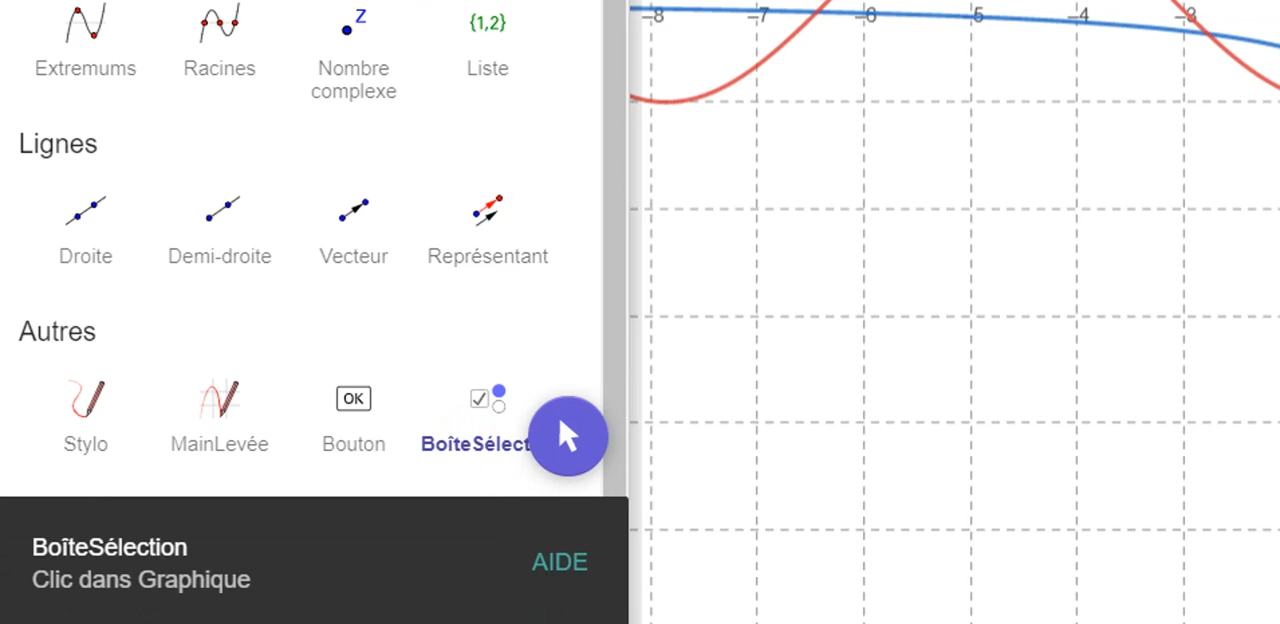 Z
{1,2}
Extremums
Racines
Nombre
complexe
Liste
Lignes
Droite
Demi-droite
Vecteur
Représentant
Autres
OK
Stylo
MainLevée
Bouton
BoîteSélect
BoîteSélection
Clic dans Graphique
AIDE
-8 -7 -6 -5 -4 -3